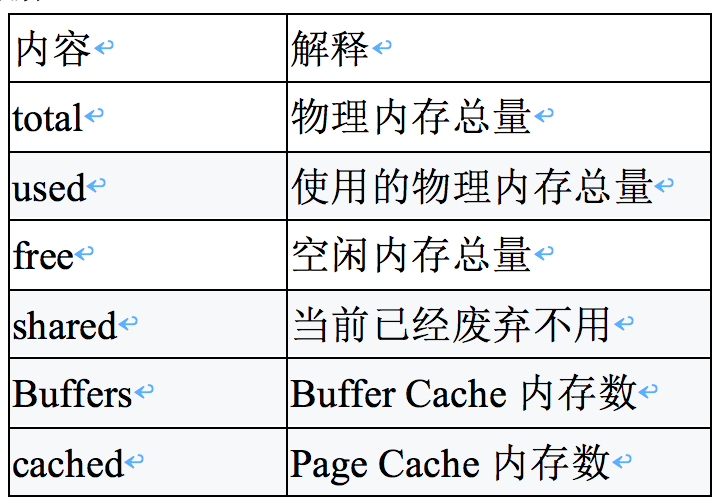 内容 解释
total 物理内存总量
used 使用的物理内存总量
free 空闲内存总量
shared 当前已经废弃不用
Buffers Buffer Cache 内存数
cached Page Cache 内存数